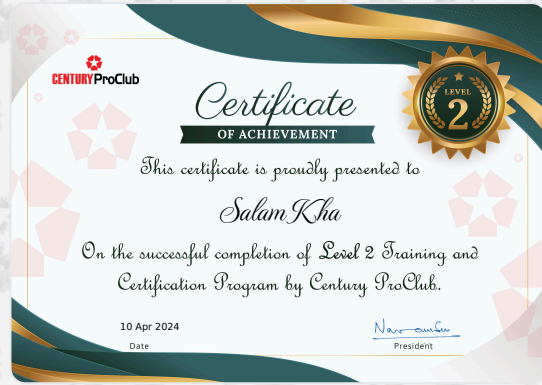 CENTURY ProClub
Certificate
OF ACHIEVEMENT
LEVEL
2
This certificate is proudly presented to
Salam Kha
On the successful completion of Level 2 Training and
Certification Program by Century ProClub.
10 Apr 2024
Date
President